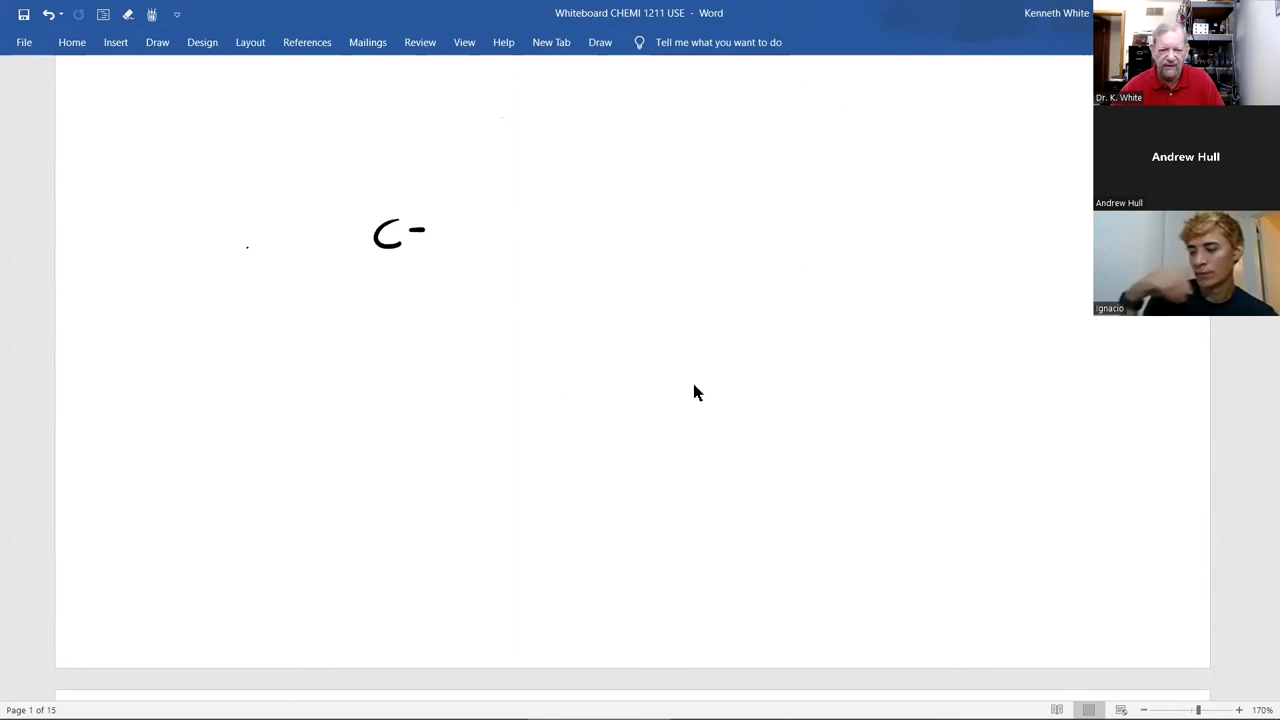 Whiteboard CHEMI 1211 USE - Word
Kenneth White
File Home Insert Draw Design Layout References Mailings Review View New Tab Draw Tell me what you want to do
Dr. K. White
Andrew Hull
Andrew Hull
C-
Ignacio
Page 1 of 15
170%